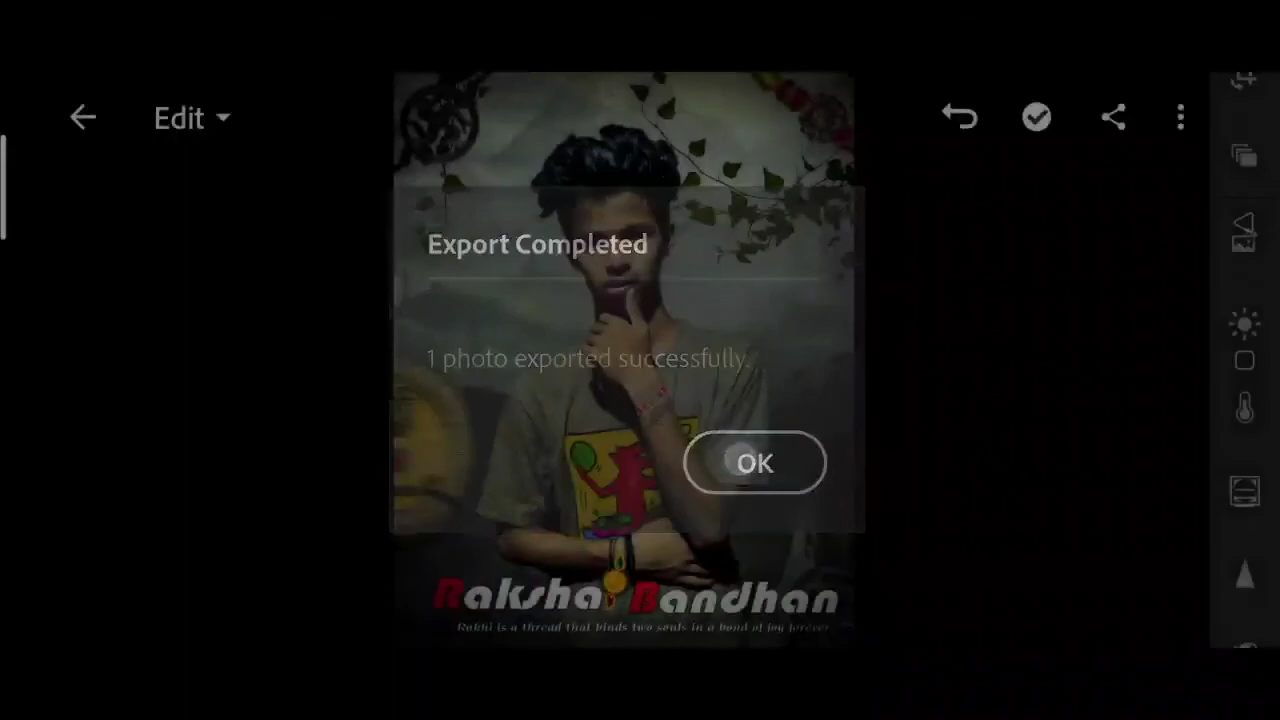 Edit
Export Completed
1 photo exported successfully.
OK
Raksha Bandhan
Rakhi is a thread that binds two souls in a bond of joy forever